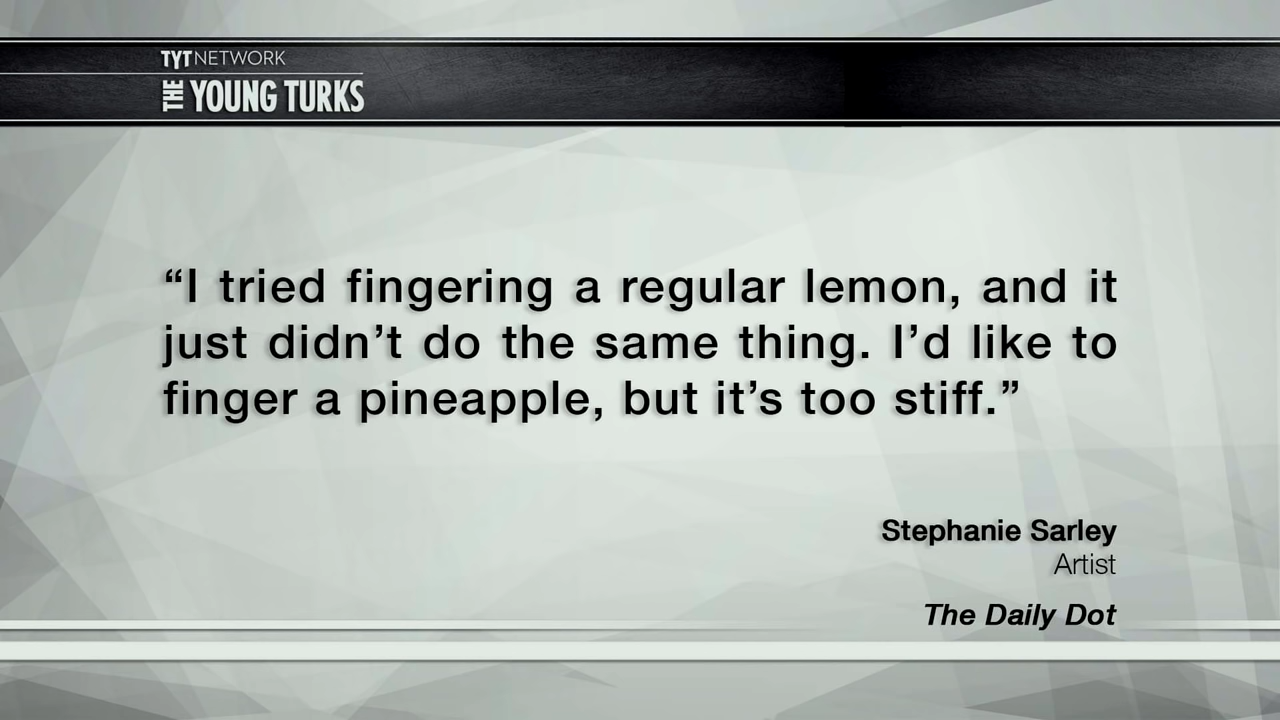 TYT NETWORK
THE YOUNG TURKS
“I tried fingering a regular lemon, and it
just didn’t do the same thing. I’d like to
finger a pineapple, but it’s too stiff.”
Stephanie Sarley
Artist
The Daily Dot